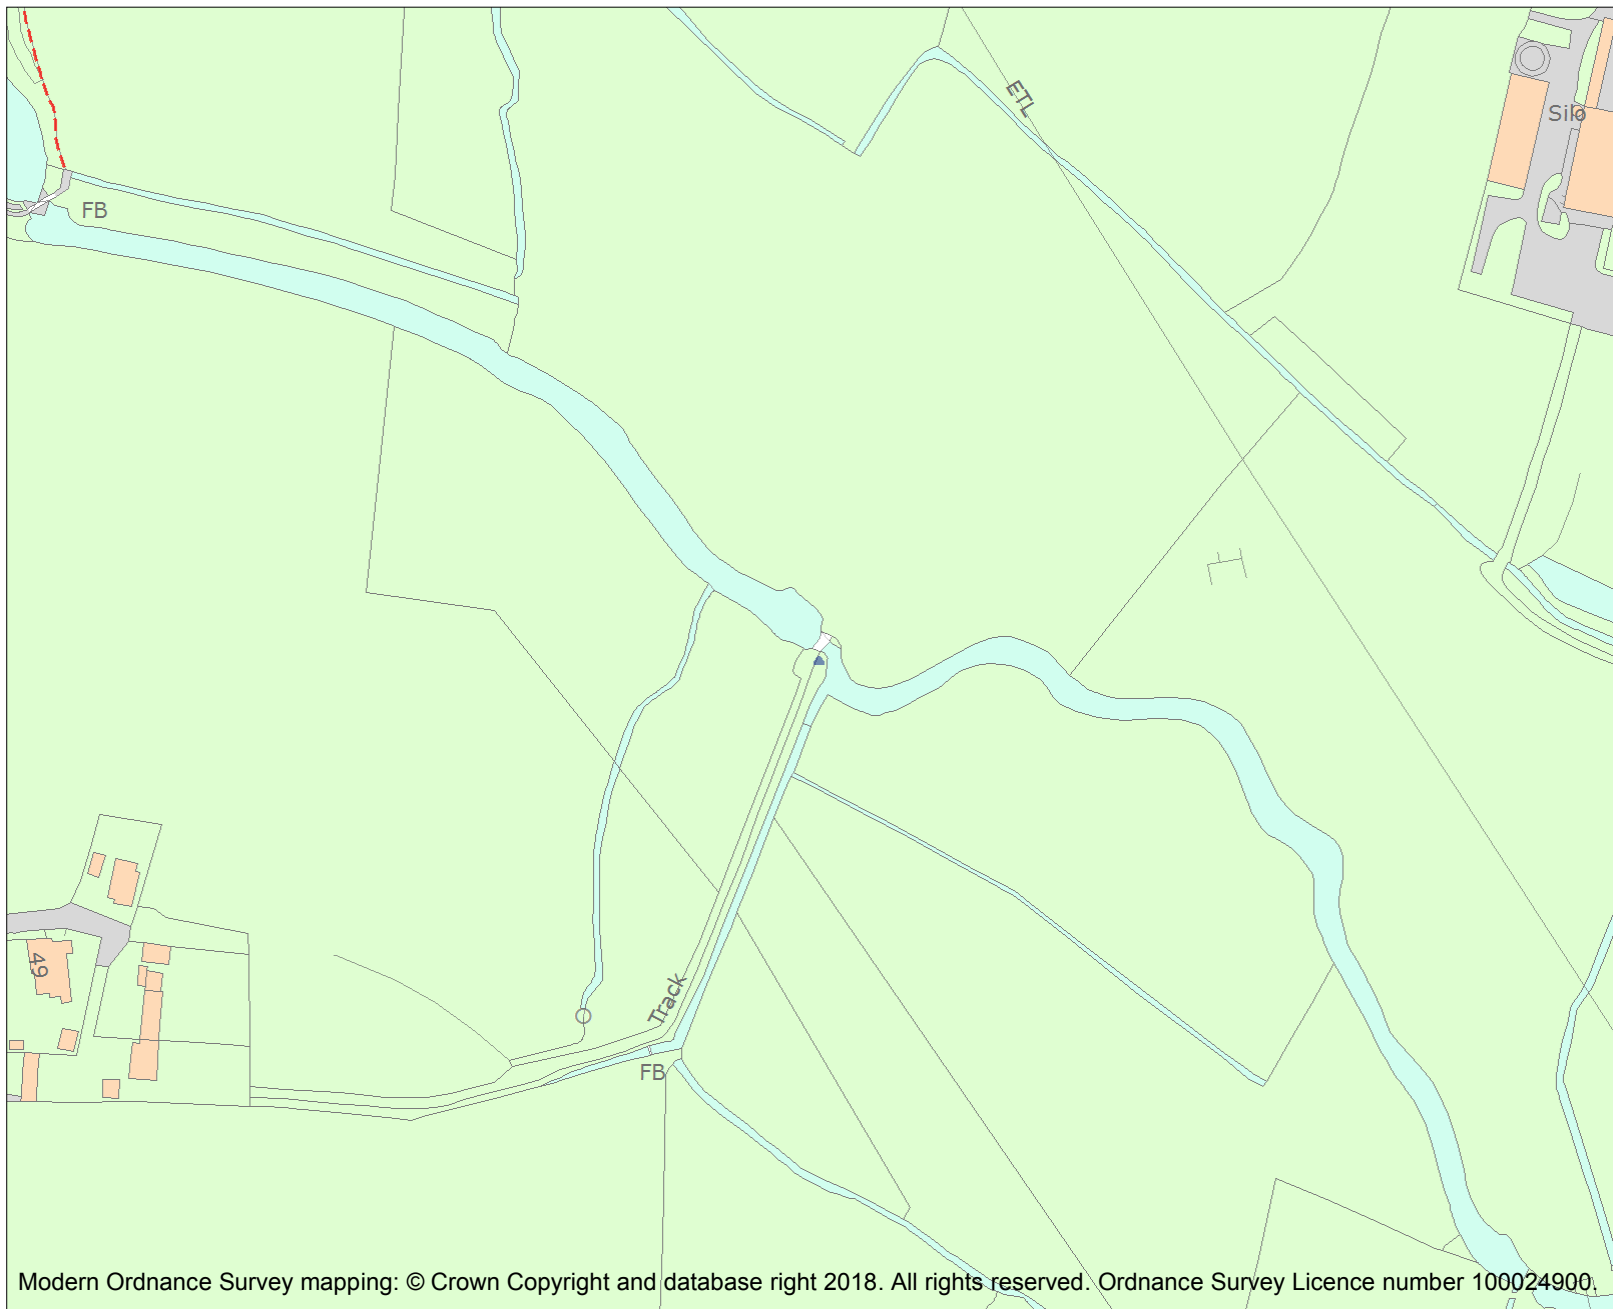 ETL
Silo
FB
49
Track
FB
Modern Ordnance Survey mapping: © Crown Copyright and database right 2018. All rights reserved. Ordnance Survey Licence number 100024900.